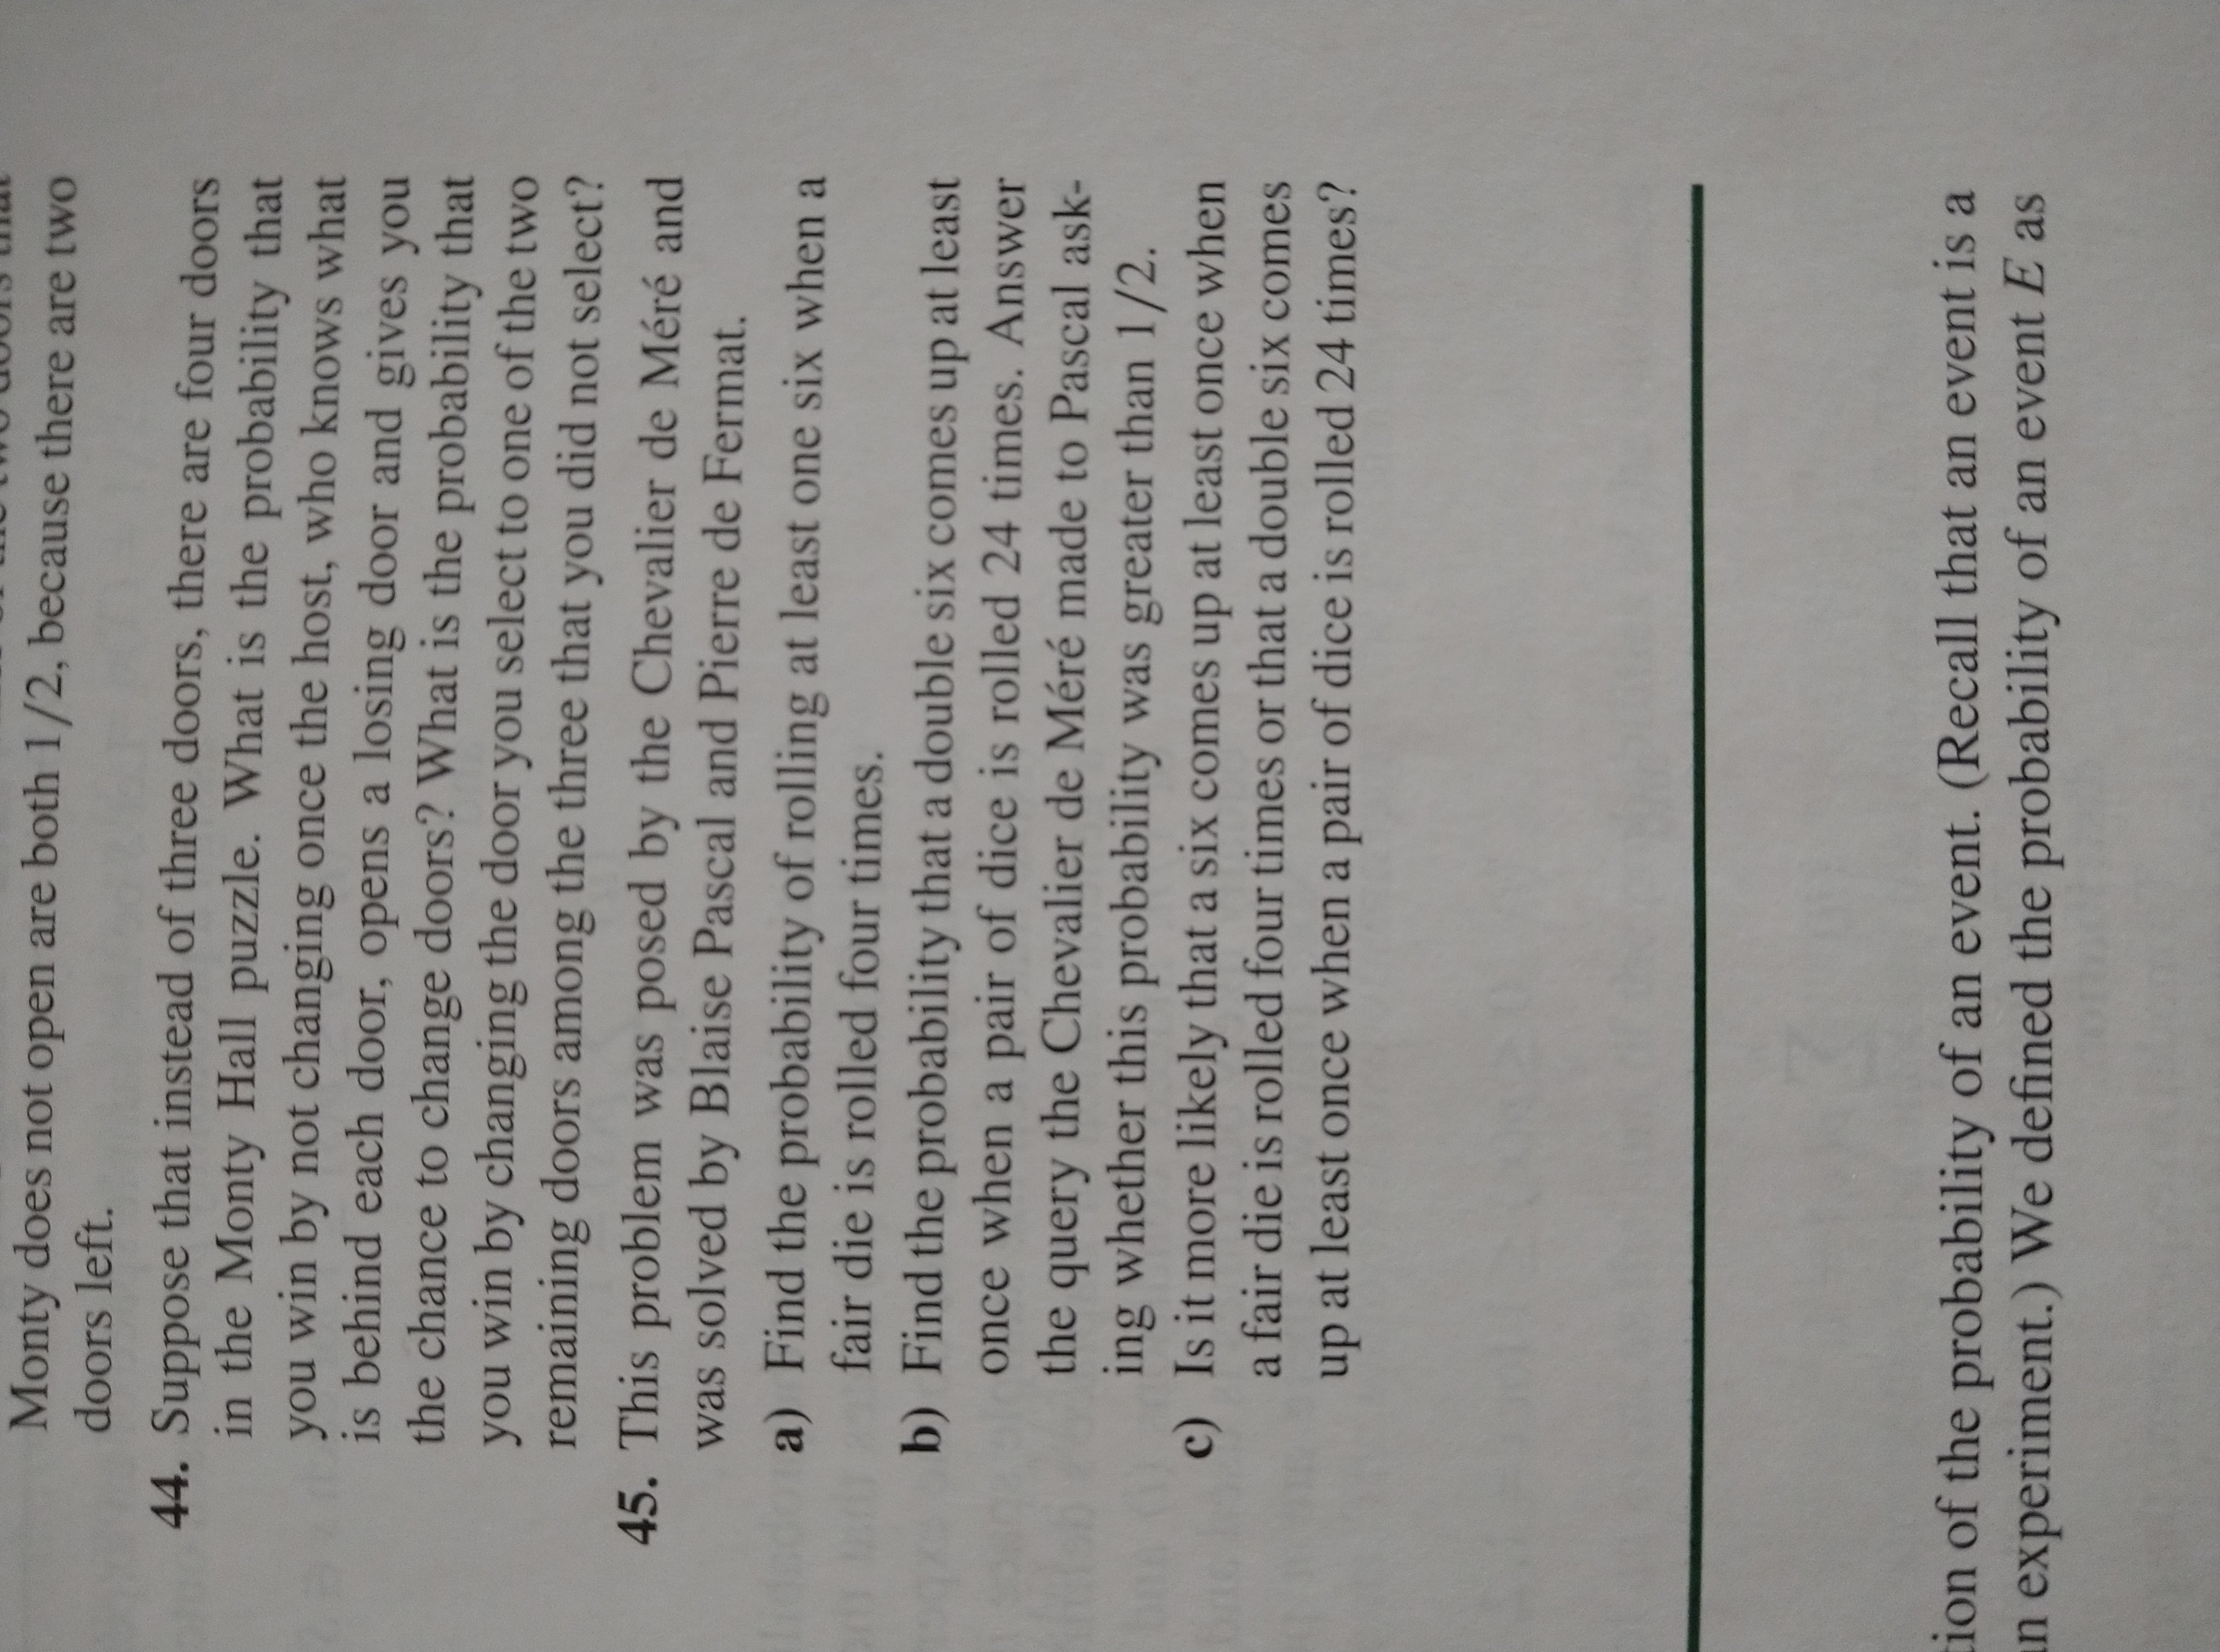 Monty does not open are both 1/2, because there are two
doors left.
44. Suppose that instead of three doors, there are four doors
in the Monty Hall puzzle. What is the probability that
you win by not changing once the host, who knows what
is behind each door, opens a losing door and gives you
the chance to change doors? What is the probability that
you win by changing the door you select to one of the two
remaining doors among the three that you did not select?
45. This problem was posed by the Chevalier de Méré and
was solved by Blaise Pascal and Pierre de Fermat.
a) Find the probability of rolling at least one six when a
fair die is rolled four times.
b) Find the probability that a double six comes up at least
once when a pair of dice is rolled 24 times. Answer
the query the Chevalier de Méré made to Pascal ask-
ing whether this probability was greater than 1/2.
c) Is it more likely that a six comes up at least once when
a fair die is rolled four times or that a double six comes
up at least once when a pair of dice is rolled 24 times?
tion of the probability of an event. (Recall that an event is a
n experiment.) We defined the probability of an event E as